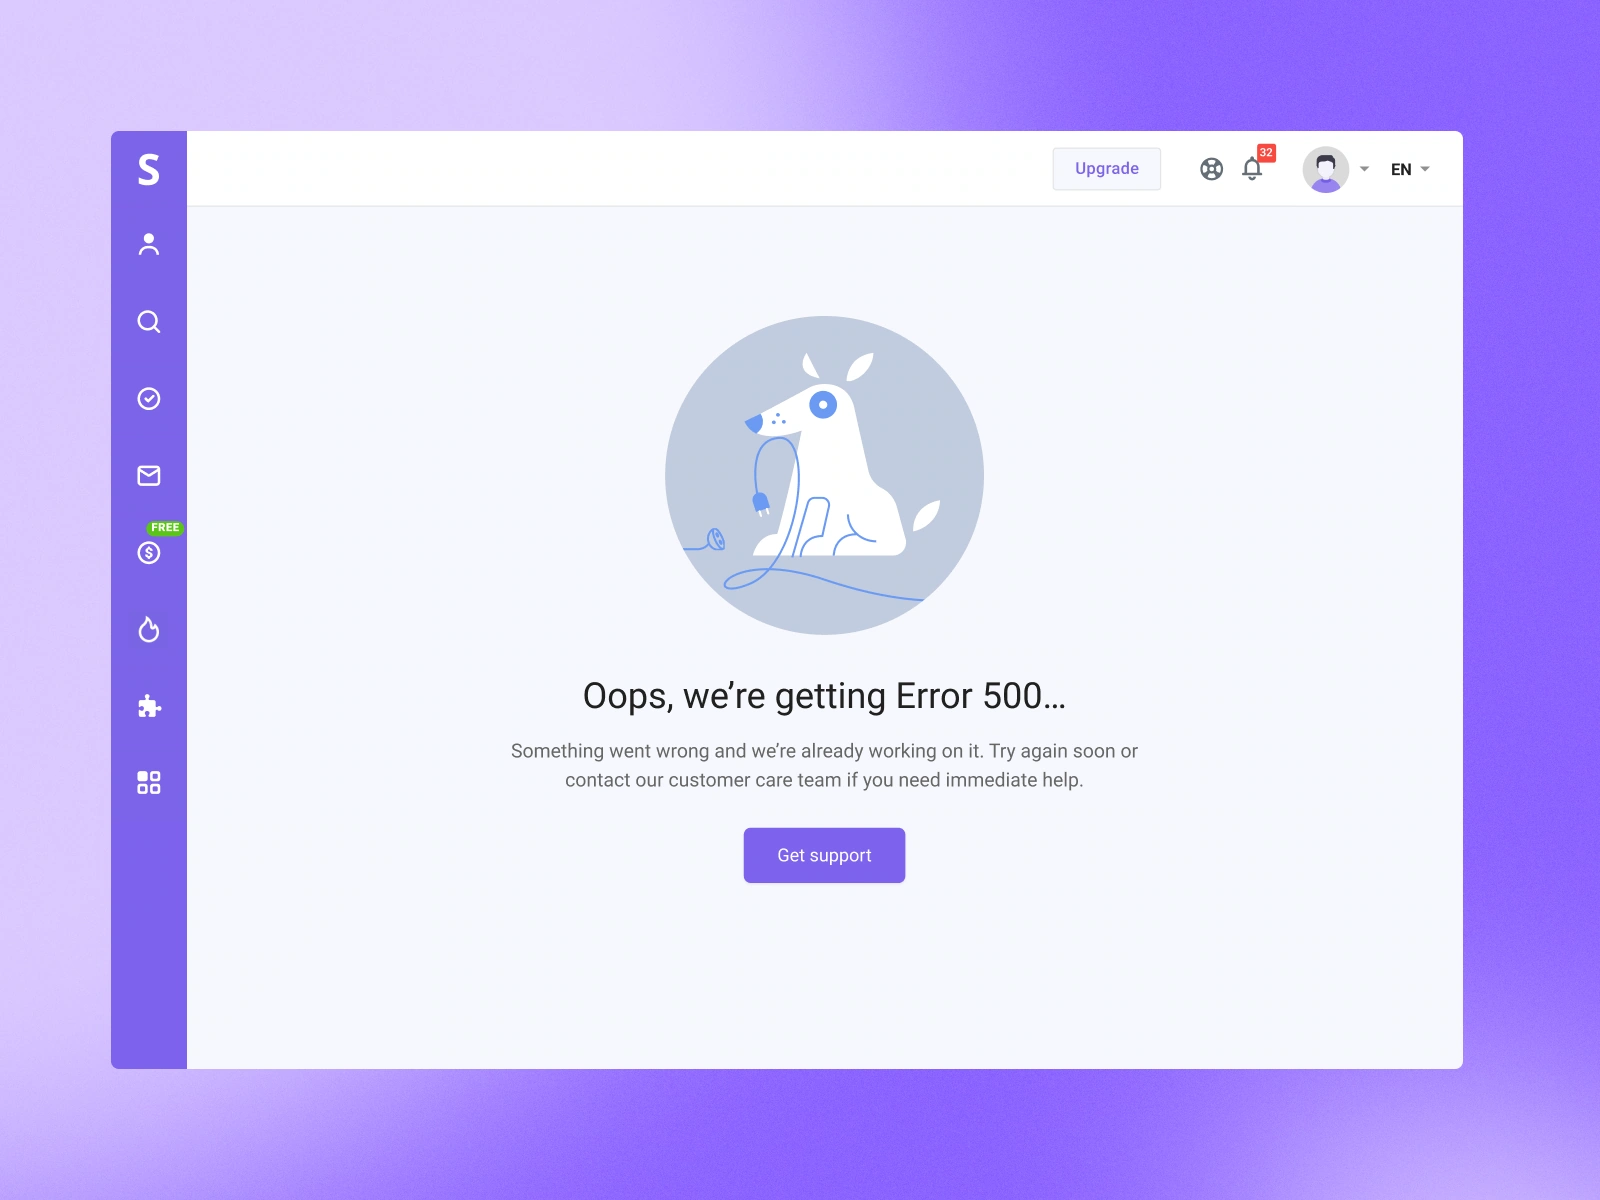 S
Upgrade
32
EN
FREE
Oops, we’re getting Error 500…
Something went wrong and we’re already working on it. Try again soon or
contact our customer care team if you need immediate help.
Get support